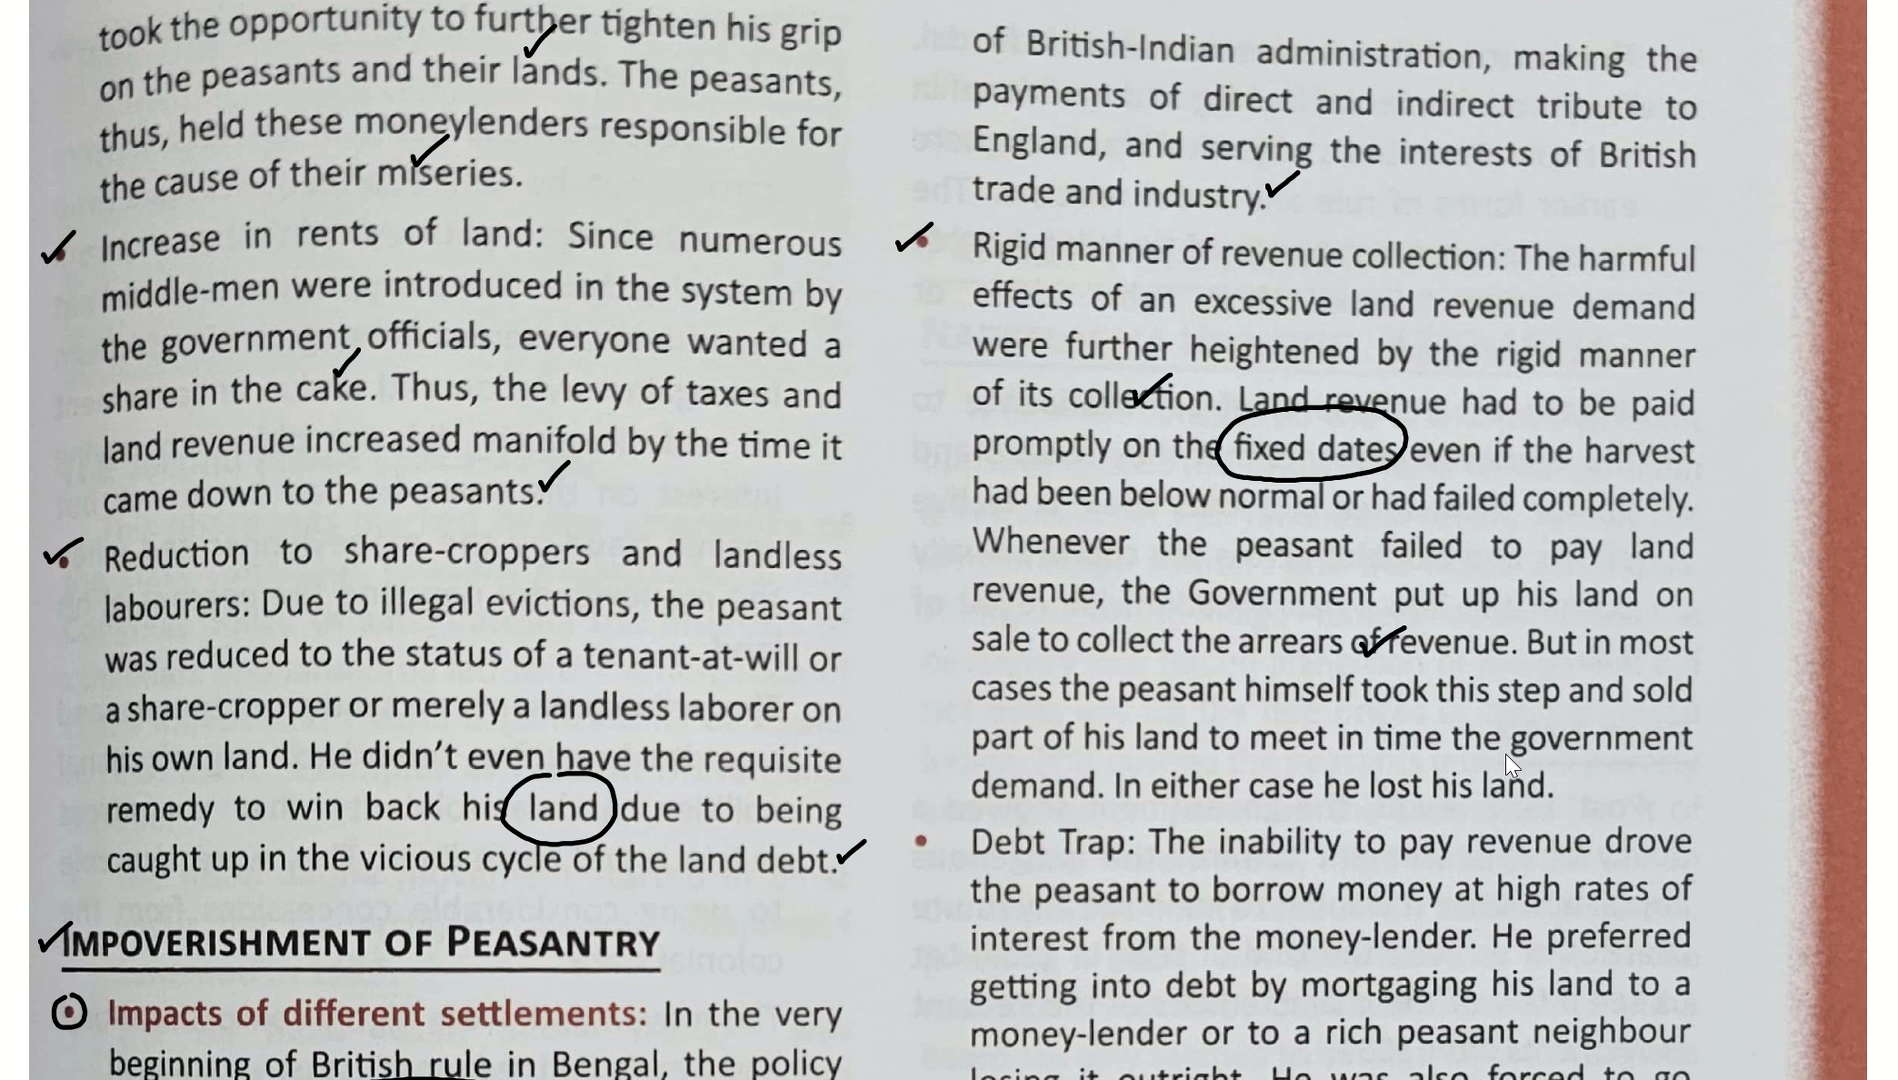 took the opportunity to further tighten his grip
on the peasants and their lands. The peasants,
thus, held these moneylenders responsible for
the cause of their miseries.
• Increase in rents of land: Since numerous
middle-men were introduced in the system by
the government officials, everyone wanted a
share in the cake. Thus, the levy of taxes and
land revenue increased manifold by the time it
came down to the peasants.
• Reduction to share-croppers and landless
labourers: Due to illegal evictions, the peasant
was reduced to the status of a tenant-at-will or
a share-cropper or merely a landless laborer on
his own land. He didn't even have the requisite
remedy to win back his land due to being
caught up in the vicious cycle of the land debt.
IMPOVERISHMENT OF PEASANTRY
• Impacts of different settlements: In the very
beginning of British rule in Bengal, the policy
of British-Indian administration, making the
payments of direct and indirect tribute to
England, and serving the interests of British
trade and industry.
• Rigid manner of revenue collection: The harmful
effects of an excessive land revenue demand
were further heightened by the rigid manner
of its collection. Land revenue had to be paid
promptly on the fixed dates even if the harvest
had been below normal or had failed completely.
Whenever the peasant failed to pay land
revenue, the Government put up his land on
sale to collect the arrears of revenue. But in most
cases the peasant himself took this step and sold
part of his land to meet in time the government
demand. In either case he lost his land.
• Debt Trap: The inability to pay revenue drove
the peasant to borrow money at high rates of
interest from the money-lender. He preferred
getting into debt by mortgaging his land to a
money-lender or to a rich peasant neighbour
losing it outright. He was also forced to go